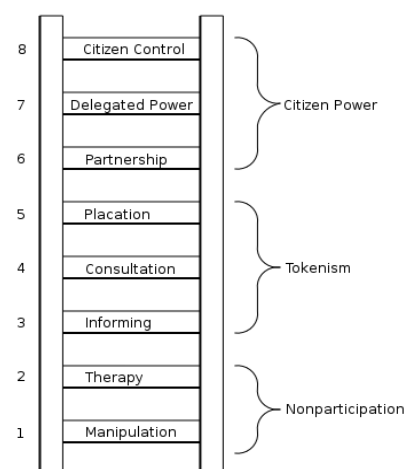 8 Citizen Control
7 Delegated Power
Citizen Power
6 Partnership
5 Placation
4 Consultation
Tokenism
3 Informing
2 Therapy
Nonparticipation
1 Manipulation